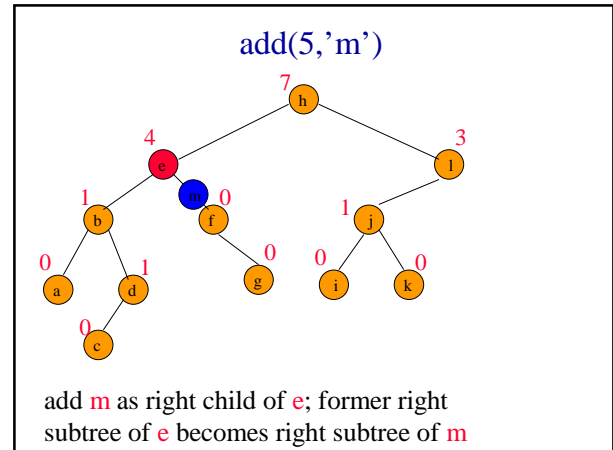 add(5,’m’)
7
h
4
e
3
l
m
1
b
0
f
1
j
0
a
1
d
0
g
0
i
0
k
0
c
add m as right child of e; former right
subtree of e becomes right subtree of m